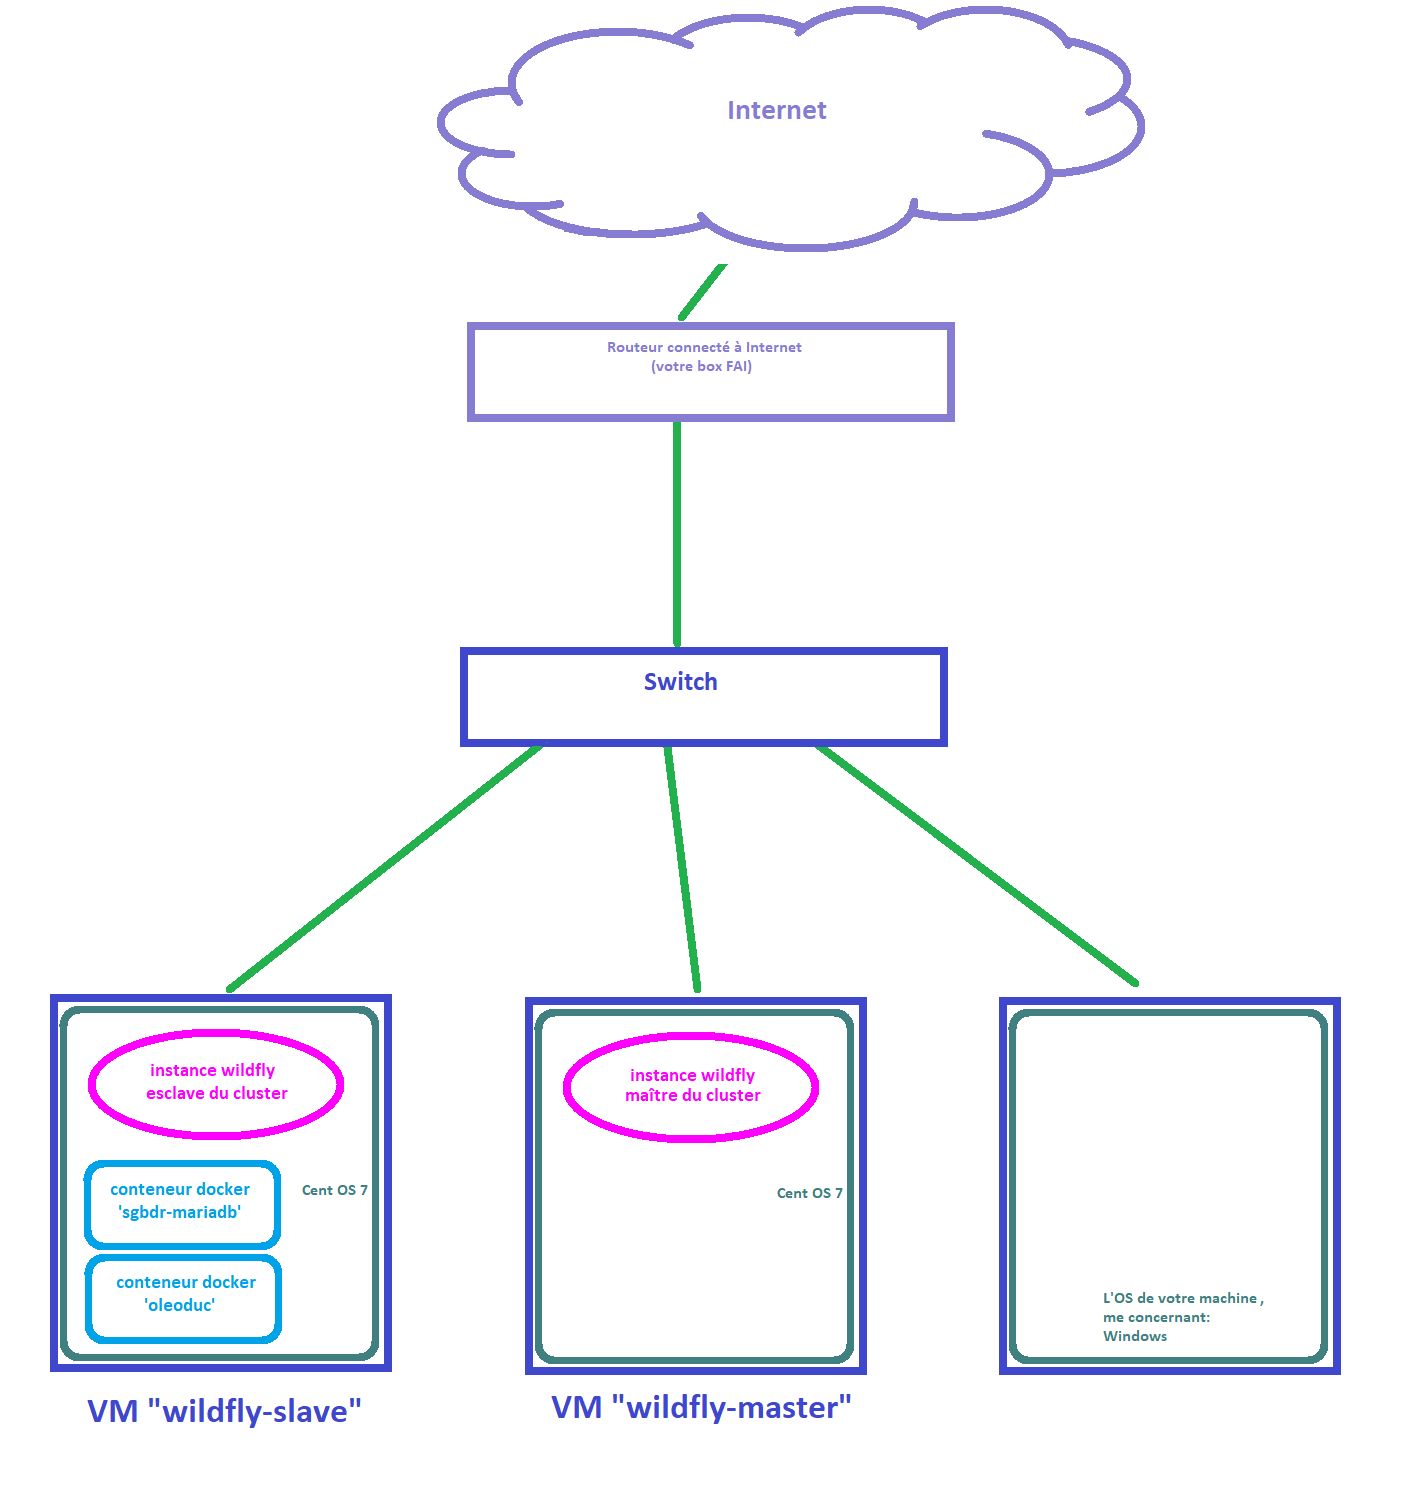 Internet
Routeur connecté à Internet
(votre box FAI)
Switch
instance wildfly
esclave du cluster
conteneur docker
'sgbdr-mariadb'
Cent OS 7
conteneur docker
'oleoduc'
VM "wildfly-slave"
instance wildfly
maître du cluster
Cent OS 7
VM "wildfly-master"
L'OS de votre machine ,
me concernant:
Windows